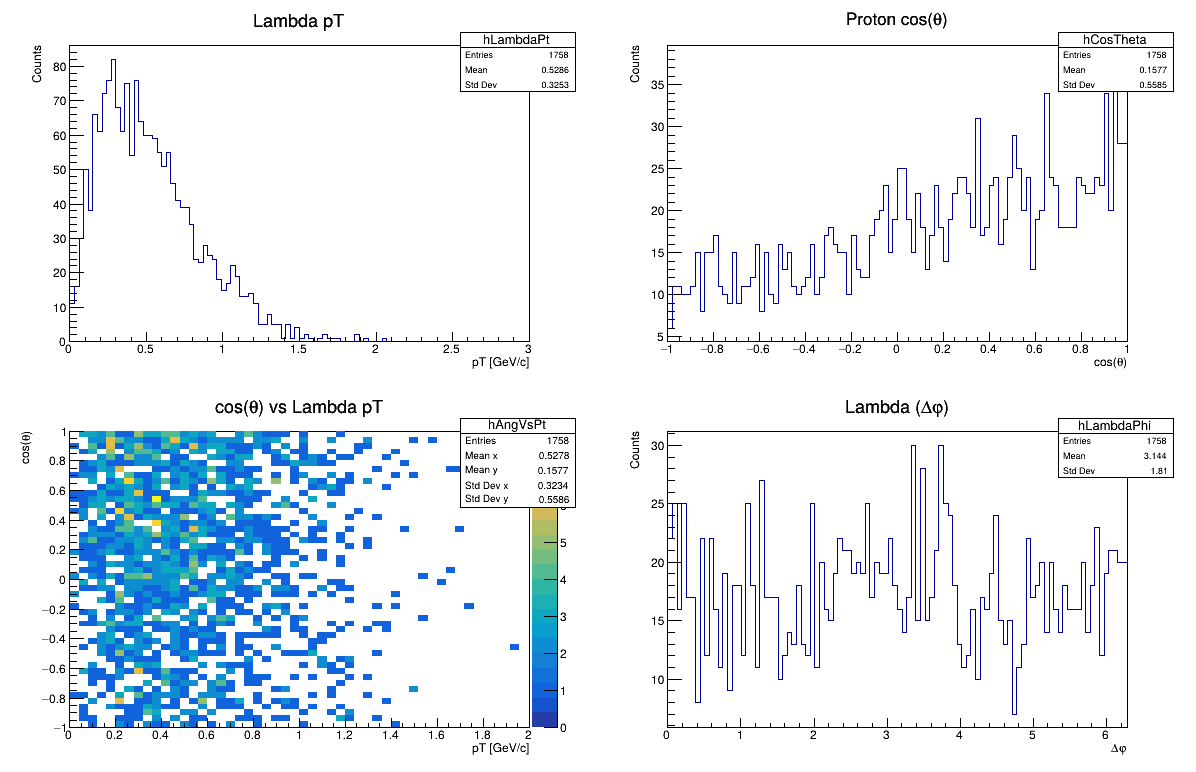 Lambda pT
Counts
hLambdaPt
Entries 1758
Mean 0.5286
Std Dev 0.3253
80
70
60
50
40
30
20
10
0
0 0.5 1 1.5 2 2.5 3
pT [GeV/c]
Proton cos(θ)
Counts
hCosTheta
Entries 1758
Mean 0.1577
Std Dev 0.5585
35
30
25
20
15
10
5
−1 −0.8 −0.6 −0.4 −0.2 0 0.2 0.4 0.6 0.8 1
cos(θ)
cos(θ) vs Lambda pT
cos(θ)
hAngVsPt
Entries 1758
Mean x 0.5278
Mean y 0.1577
Std Dev x 0.3234
Std Dev y 0.5586
1
0.8
0.6
0.4
0.2
0
−0.2
−0.4
−0.6
−0.8
−1
0 0.2 0.4 0.6 0.8 1 1.2 1.4 1.6 1.8 2
pT [GeV/c]
5
4
3
2
1
0
Lambda (Δφ)
Counts
hLambdaPhi
Entries 1758
Mean 3.144
Std Dev 1.81
30
25
20
15
10
0 1 2 3 4 5 6
Δφ